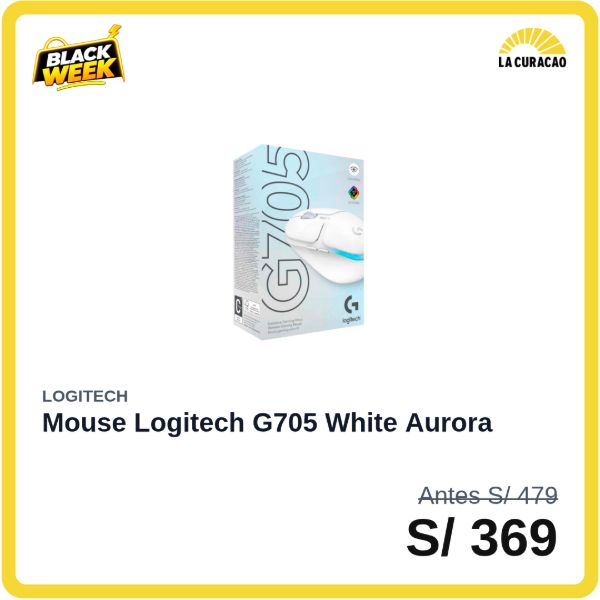 BLACK
WEEK
LA CURACAO
G705
logitech
LOGITECH
Mouse Logitech G705 White Aurora
Antes S/ 479
S/ 369